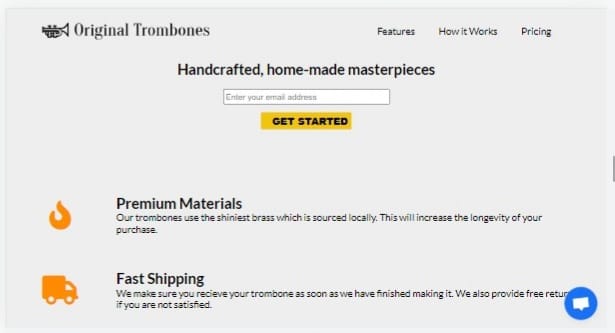 Original Trombones
Features
How it Works
Pricing
Handcrafted, home-made masterpieces
Enter your email address
GET STARTED
Premium Materials
Our trombones use the shiniest brass which is sourced locally. This will increase the longevity of your
purchase.
Fast Shipping
We make sure you recieve your trombone as soon as we have finished making it. We also provide free
if you are not satisfied.